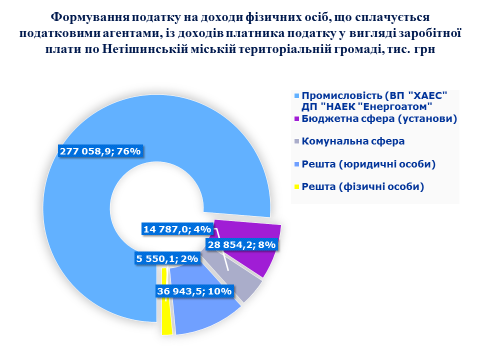 Формування податку на доходи фізичних осіб, що сплачується
податковими агентами, із доходів платника податку у вигляді заробітної
плати по Нетішинській міській територіальній громаді, тис. грн
Промисловість (ВП "ХАЕС"
ДП "НАЕК "Енергоатом"
Бюджетна сфера (установи)
Комунальна сфера
Решта (юридичні особи)
Решта (фізичні особи)
277 058,9; 76%
14 787,0; 4%
28 854,2; 8%
5 550,1; 2%
36 943,5; 10%